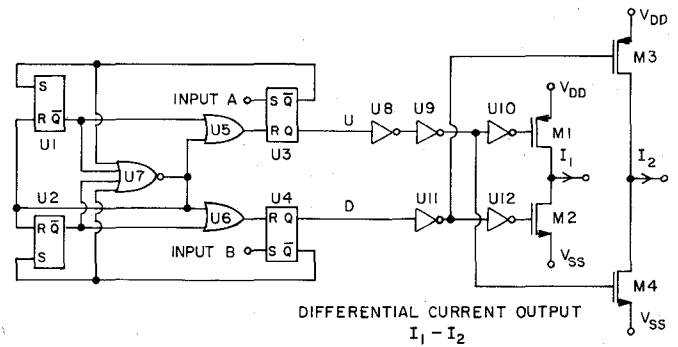 V_DD
M3
S
R Q̅
U1
INPUT A
S Q̅
R Q
U3
U5
U
U8
U9
U10
V_DD
M1
I_1
I_2
U7
U2
R Q̅
S
U6
U4
R Q
S Q̅
INPUT B
D
U11
U12
M2
V_SS
M4
V_SS
DIFFERENTIAL CURRENT OUTPUT
I_1 - I_2